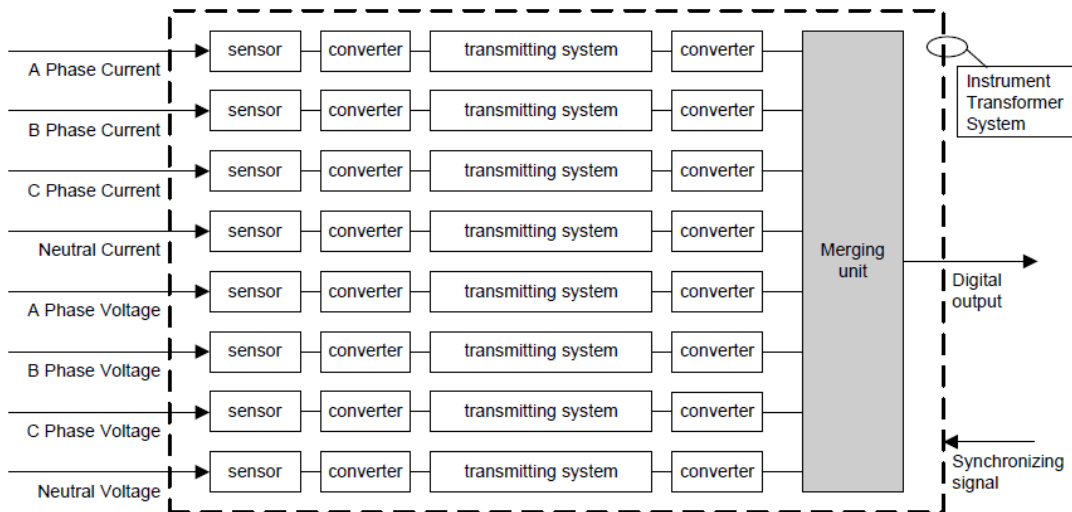 sensor converter transmitting system converter
A Phase Current
sensor converter transmitting system converter
B Phase Current
sensor converter transmitting system converter
C Phase Current
sensor converter transmitting system converter
Neutral Current
sensor converter transmitting system converter
A Phase Voltage
sensor converter transmitting system converter
B Phase Voltage
sensor converter transmitting system converter
C Phase Voltage
sensor converter transmitting system converter
Neutral Voltage
Merging
unit
Instrument
Transformer
System
Digital
output
Synchronizing
signal